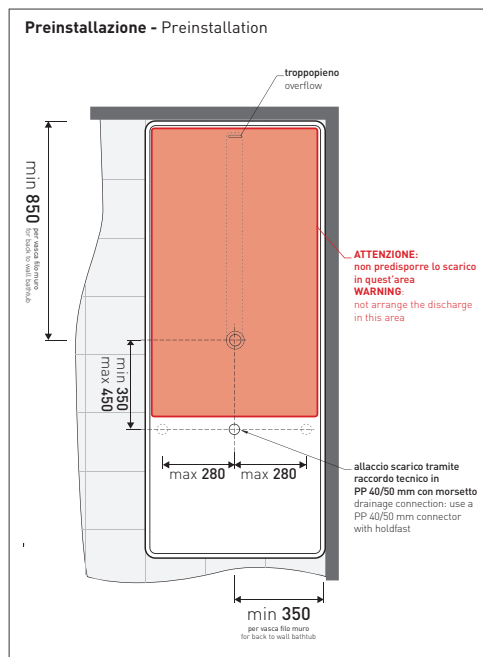 Preinstallazione - Preinstallation
troppopieno
overflow
min 850
per vasca filo muro
for back to wall bathtub
ATTENZIONE:
non predisporre lo scarico
in quest'area
WARNING:
not arrange the discharge
in this area
min 350
max 450
max 280
max 280
allaccio scarico tramite
raccordo tecnico in
PP 40/50 mm con morsetto
drainage connection: use a
PP 40/50 mm connector
with holdfast
min 350
per vasca filo muro
for back to wall bathtub